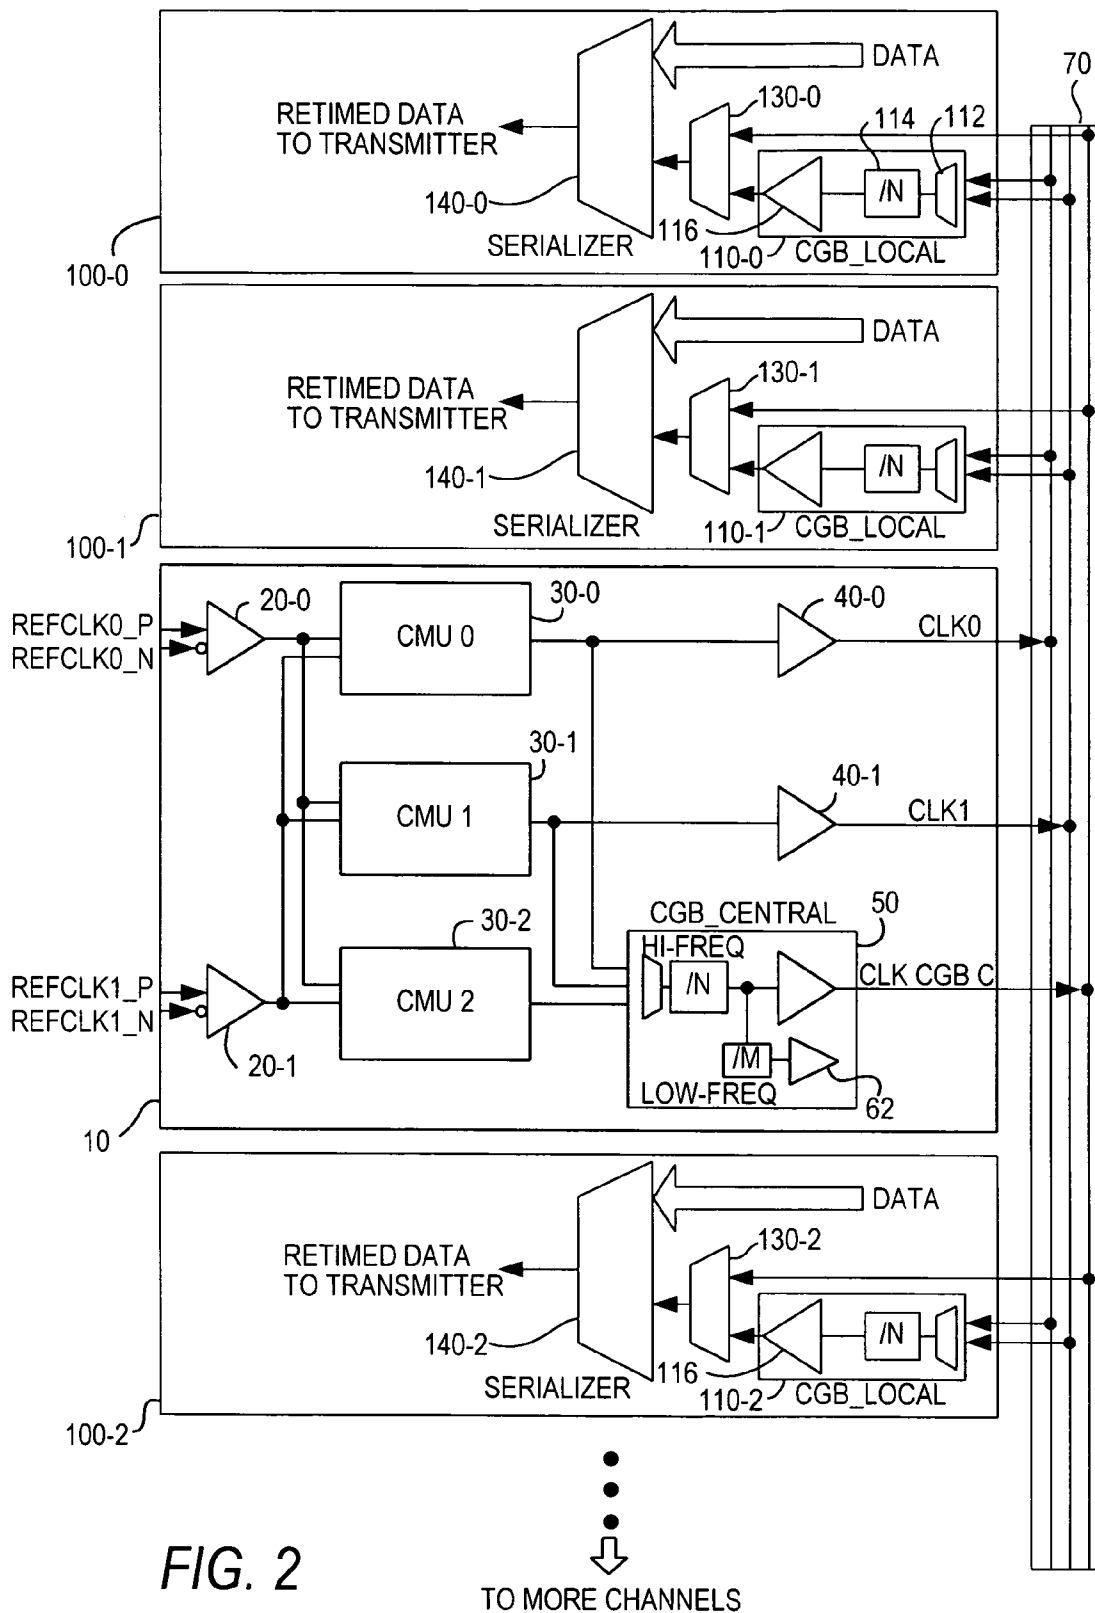 DATA
70
130-0
114
112
RETIMED DATA
TO TRANSMITTER
/N
140-0
116
SERIALIZER
110-0
CGB_LOCAL
100-0
DATA
130-1
RETIMED DATA
TO TRANSMITTER
/N
140-1
SERIALIZER
110-1
CGB_LOCAL
100-1
20-0
30-0
40-0
REFCLK0_P
REFCLK0_N
CMU 0
CLK0
30-1
40-1
CMU 1
CLK1
30-2
CGB_CENTRAL
50
HI-FREQ
REFCLK1_P
REFCLK1_N
CMU 2
/N
CLK CGB C
20-1
/M
LOW-FREQ
62
10
DATA
130-2
RETIMED DATA
TO TRANSMITTER
/N
140-2
116
SERIALIZER
110-2
CGB_LOCAL
100-2
FIG. 2
TO MORE CHANNELS